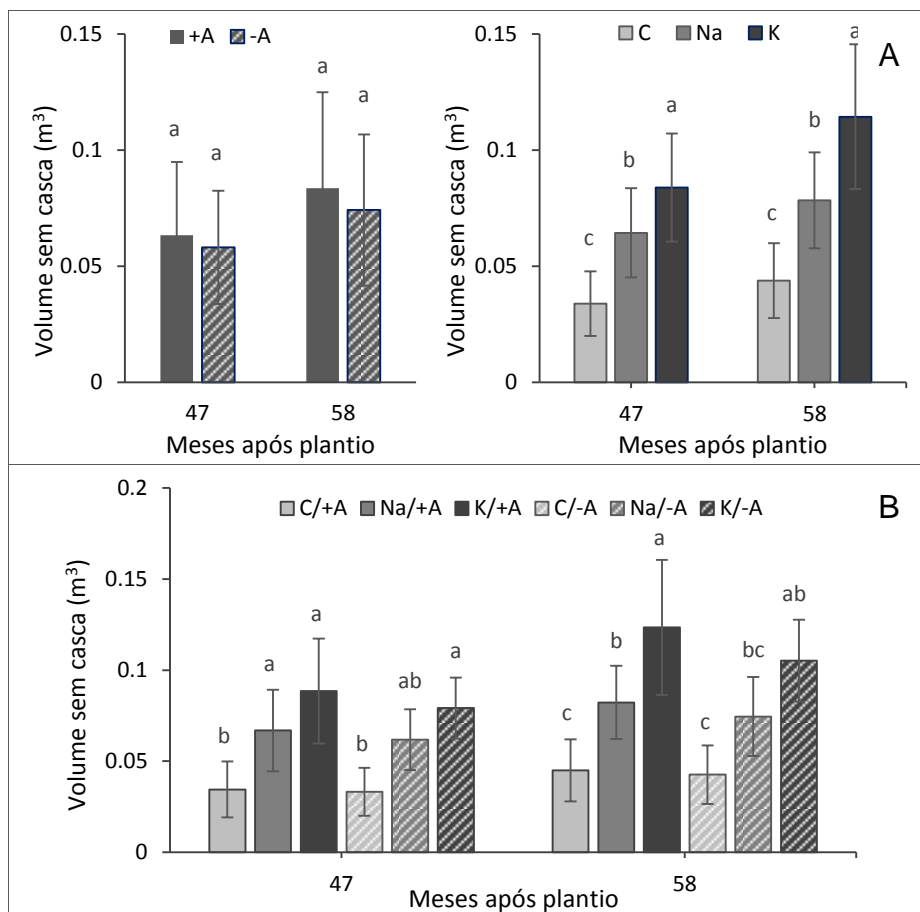 +A -A
0.15
0.1
0.05
0
Volume sem casca (m³)
a a a a
47 58
Meses após plantio
C Na K
A
0.15
0.1
0.05
0
Volume sem casca (m³)
c b a c b a
47 58
Meses após plantio
C/+A Na/+A K/+A C/-A Na/-A K/-A
B
0.2
0.15
0.1
0.05
0
Volume sem casca (m³)
b a a b ab a c b a c bc ab
47 58
Meses após plantio